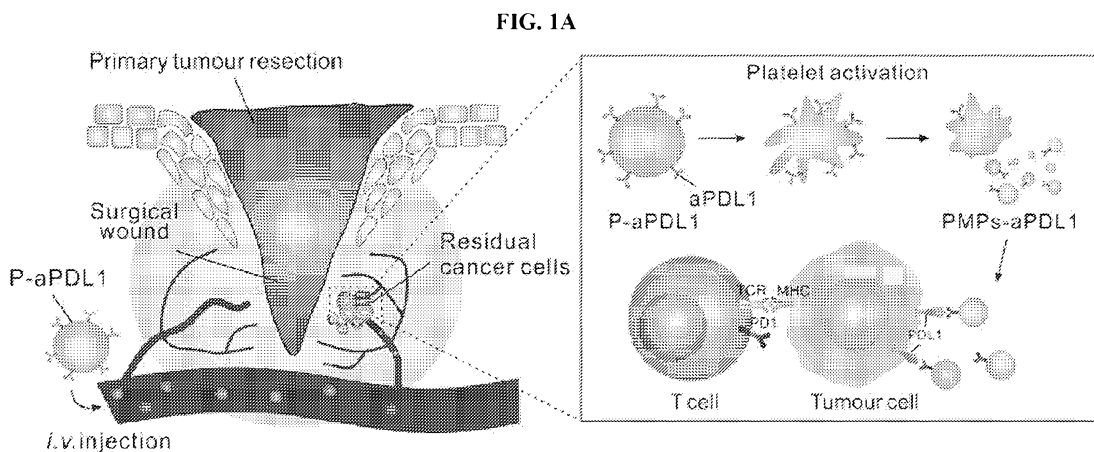 FIG. 1A
Primary tumour resection
Surgical
wound
Residual
cancer cells
P-aPDL1
i.v. injection
Platelet activation
aPDL1
P-aPDL1
PMPs-aPDL1
TCR MHC
PD1
PDL1
T cell
Tumour cell